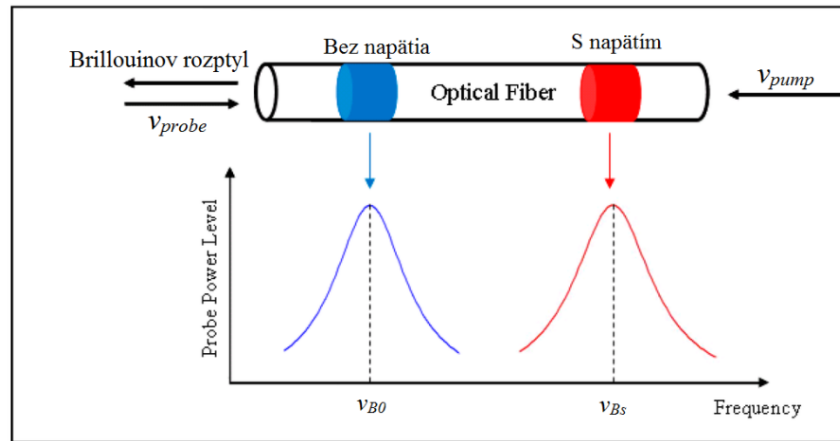 Brillouinov rozptyl
Bez napätia
S napätím
v_probe
Optical Fiber
v_pump
Probe Power Level
v_B0
v_Bs
Frequency